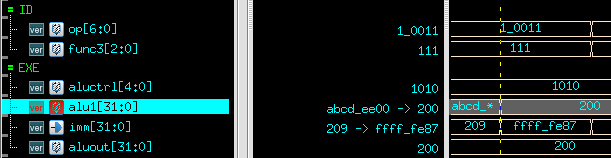 ID
ver op[6:0] 1_0011 1_0011
ver func3[2:0] 111 111
EXE
ver aluctrl[4:0] 1010 1010
ver alu1[31:0] abcd_ee00 -> 200 abcd_* 200
ver imm[31:0] 209 -> ffff_fe87 209 ffff_fe87
ver aluout[31:0] 200 200